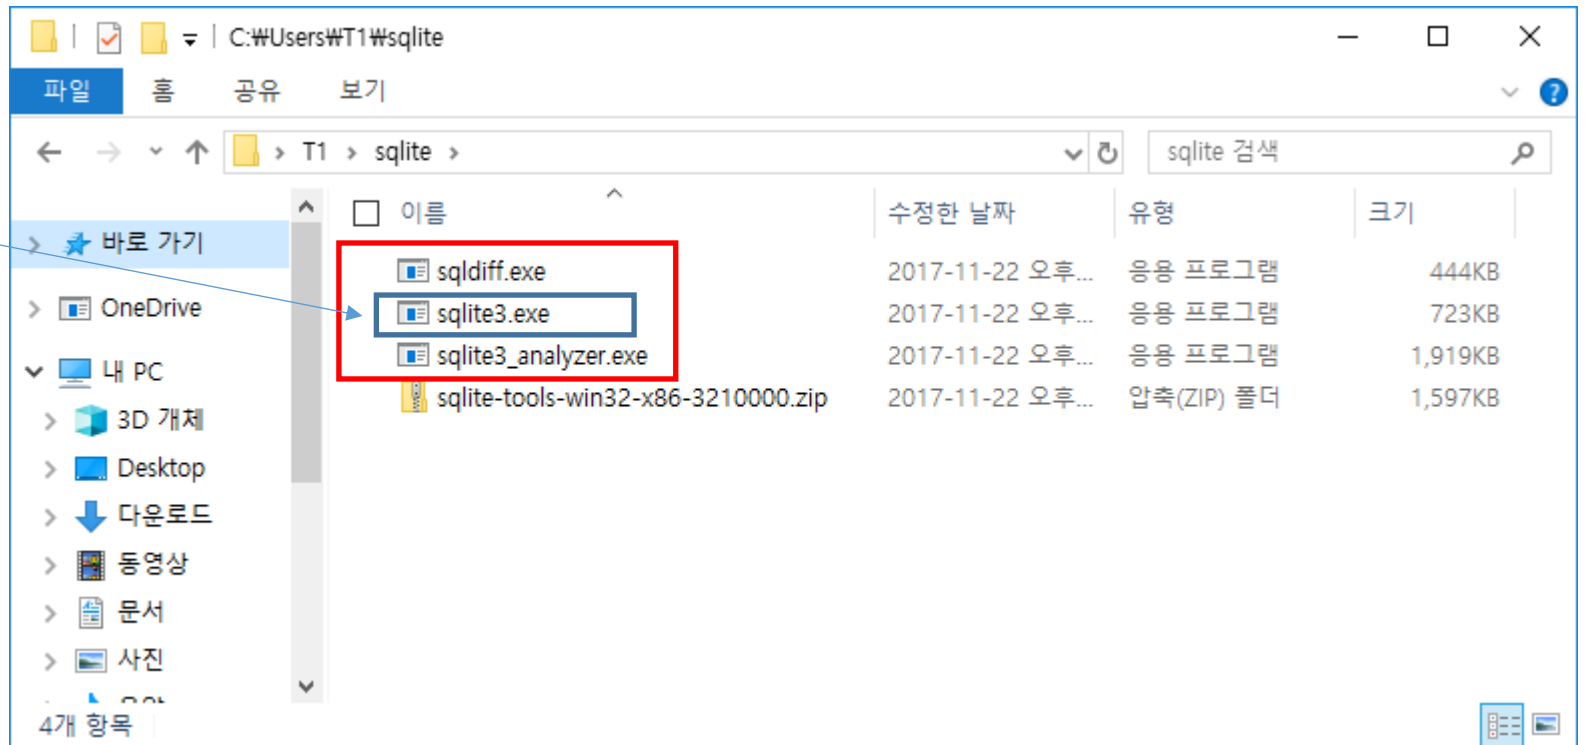 C:₩Users₩T1₩sqlite
파일 홈 공유 보기
T1 sqlite sqlite 검색
이름 수정한 날짜 유형 크기
바로 가기
sqldiff.exe 2017-11-22 오후... 응용 프로그램 444KB
OneDrive
sqlite3.exe 2017-11-22 오후... 응용 프로그램 723KB
sqlite3_analyzer.exe 2017-11-22 오후... 응용 프로그램 1,919KB
내 PC
sqlite-tools-win32-x86-3210000.zip 2017-11-22 오후... 압축(ZIP) 폴더 1,597KB
3D 개체
Desktop
다운로드
동영상
문서
사진
4개 항목